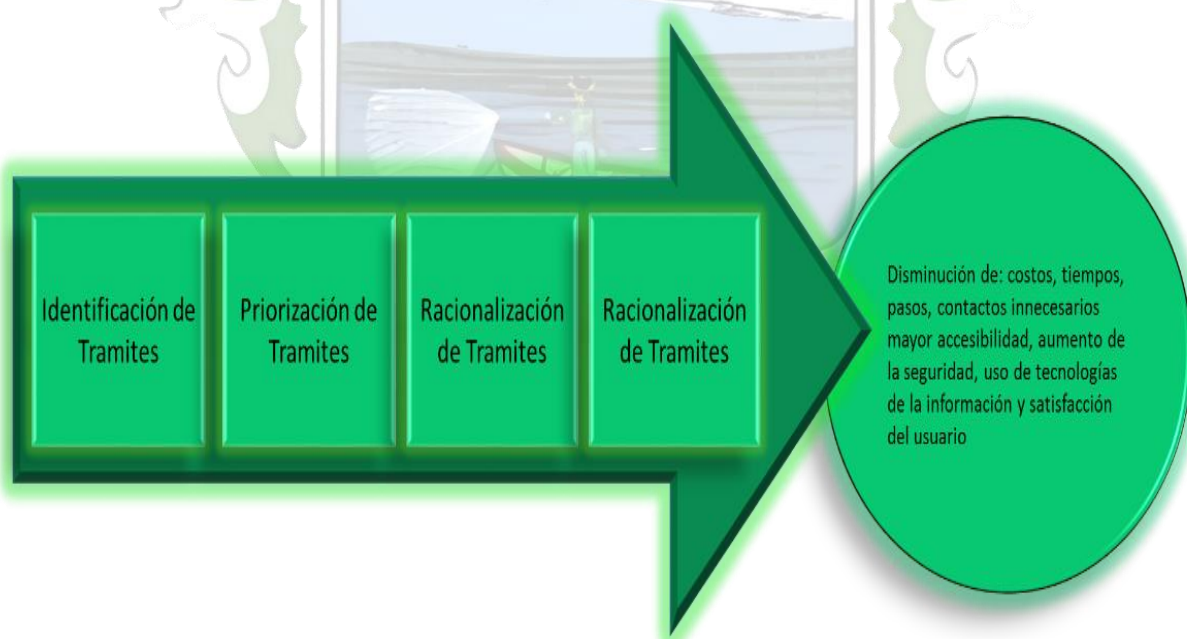 Identificación de
Tramites
Priorización de
Tramites
Racionalización
de Tramites
Racionalización
de Tramites
Disminución de: costos, tiempos,
pasos, contactos innecesarios
mayor accesibilidad, aumento de
la seguridad, uso de tecnologías
de la información y satisfacción
del usuario